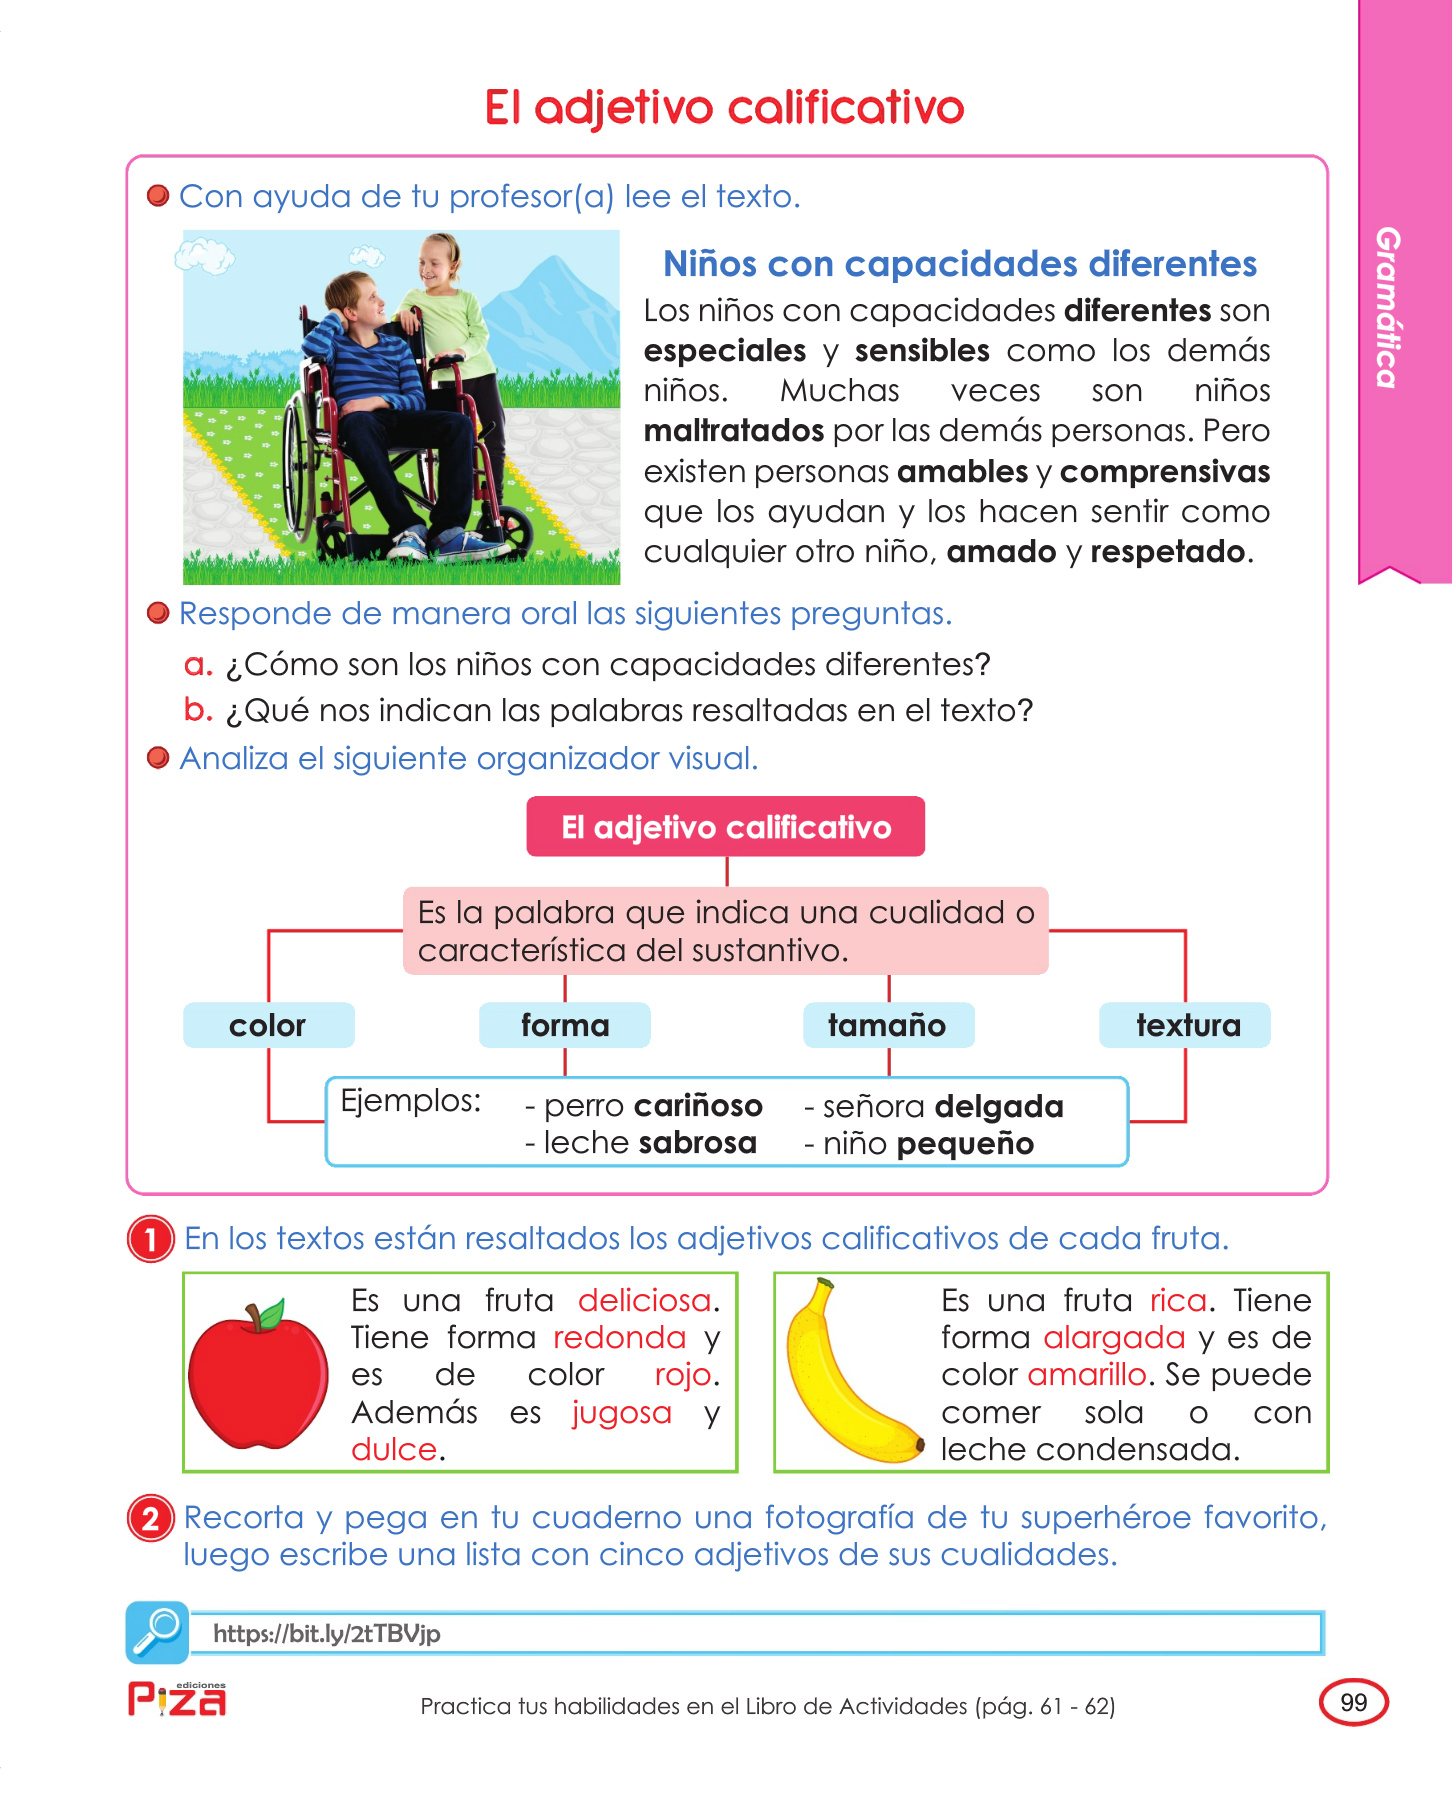 El adjetivo calificativo
Gramática
Con ayuda de tu profesor(a) lee el texto.
Niños con capacidades diferentes
Los niños con capacidades diferentes son
especiales y sensibles como los demás
niños. Muchas veces son niños
maltratados por las demás personas. Pero
existen personas amables y comprensivas
que los ayudan y los hacen sentir como
cualquier otro niño, amado y respetado.
Responde de manera oral las siguientes preguntas.
a. ¿Cómo son los niños con capacidades diferentes?
b. ¿Qué nos indican las palabras resaltadas en el texto?
Analiza el siguiente organizador visual.
El adjetivo calificativo
Es la palabra que indica una cualidad o
característica del sustantivo.
color
forma
tamaño
textura
Ejemplos:
- perro cariñoso
- leche sabrosa
- señora delgada
- niño pequeño
1 En los textos están resaltados los adjetivos calificativos de cada fruta.
Es una fruta deliciosa.
Tiene forma redonda y
es de color rojo.
Además es jugosa y
dulce.
Es una fruta rica. Tiene
forma alargada y es de
color amarillo. Se puede
comer sola o con
leche condensada.
2 Recorta y pega en tu cuaderno una fotografía de tu superhéroe favorito,
luego escribe una lista con cinco adjetivos de sus cualidades.
https://bit.ly/2tTBVjp
ediciones
Piza
Practica tus habilidades en el Libro de Actividades (pág. 61 - 62)
99